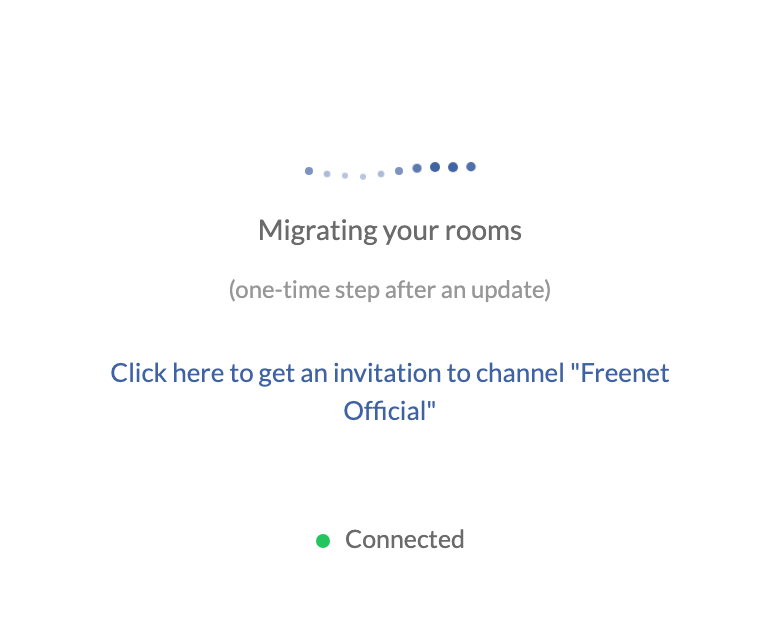 Migrating your rooms
(one-time step after an update)
Click here to get an invitation to channel "Freenet
Official"
Connected